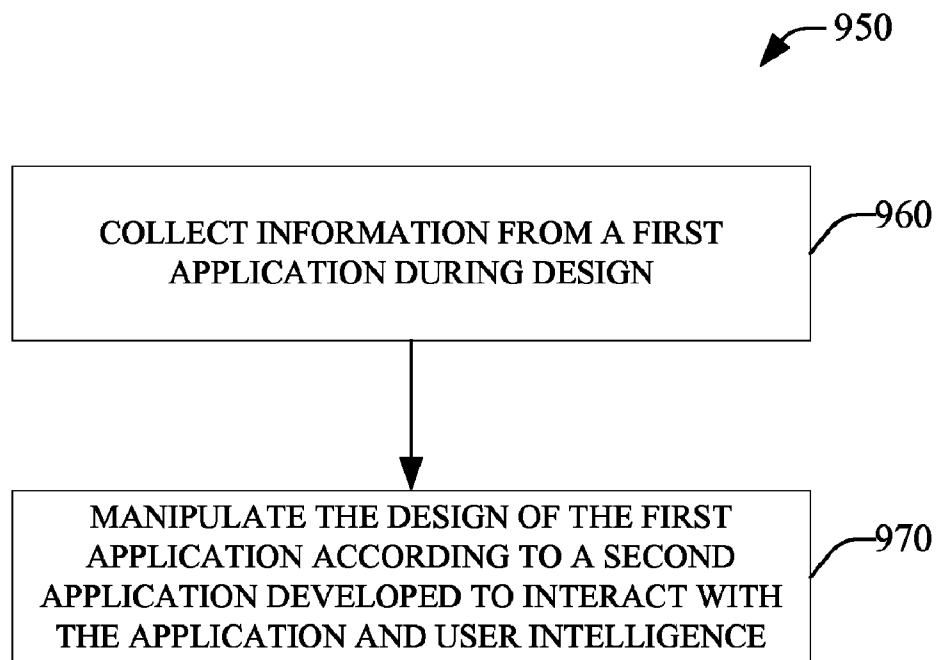 950
COLLECT INFORMATION FROM A FIRST
APPLICATION DURING DESIGN
960
MANIPULATE THE DESIGN OF THE FIRST
APPLICATION ACCORDING TO A SECOND
APPLICATION DEVELOPED TO INTERACT WITH
THE APPLICATION AND USER INTELLIGENCE
970